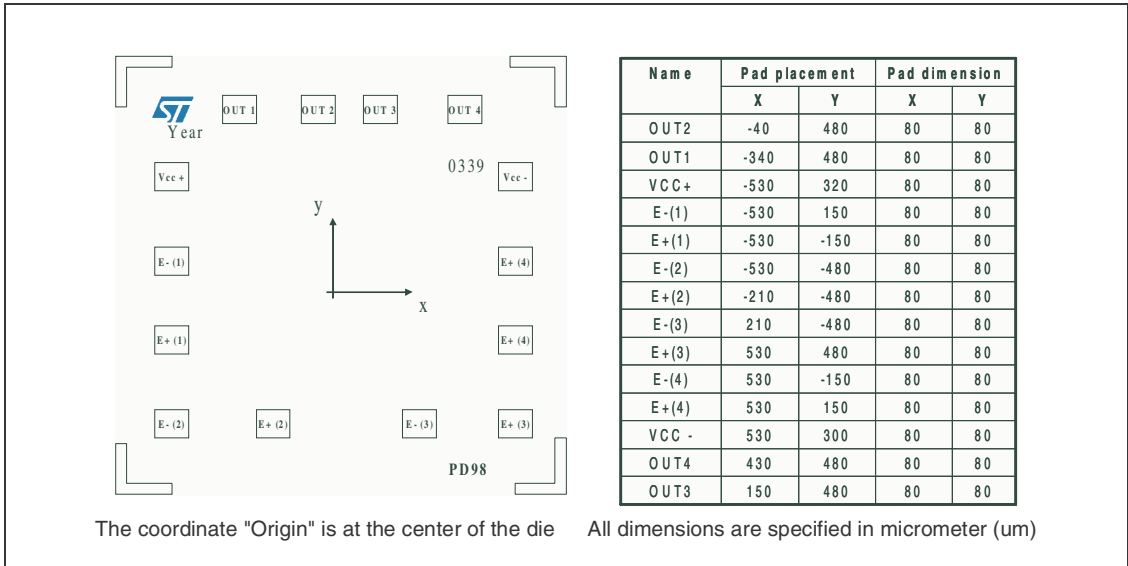 OUT 1 OUT 2 OUT 3 OUT 4
ST
Year
0339
Vcc + Vcc -
y
E- (1) E+ (4)
x
E+ (1) E+ (4)
E- (2) E+ (2) E- (3) E+ (3)
PD98
The coordinate "Origin" is at the center of the die
Name Pad placement Pad dimension
X Y X Y
OUT2 -40 480 80 80
OUT1 -340 480 80 80
VCC+ -530 320 80 80
E-(1) -530 150 80 80
E+(1) -530 -150 80 80
E-(2) -530 -480 80 80
E+(2) -210 -480 80 80
E-(3) 210 -480 80 80
E+(3) 530 480 80 80
E-(4) 530 -150 80 80
E+(4) 530 150 80 80
VCC - 530 300 80 80
OUT4 430 480 80 80
OUT3 150 480 80 80
All dimensions are specified in micrometer (um)